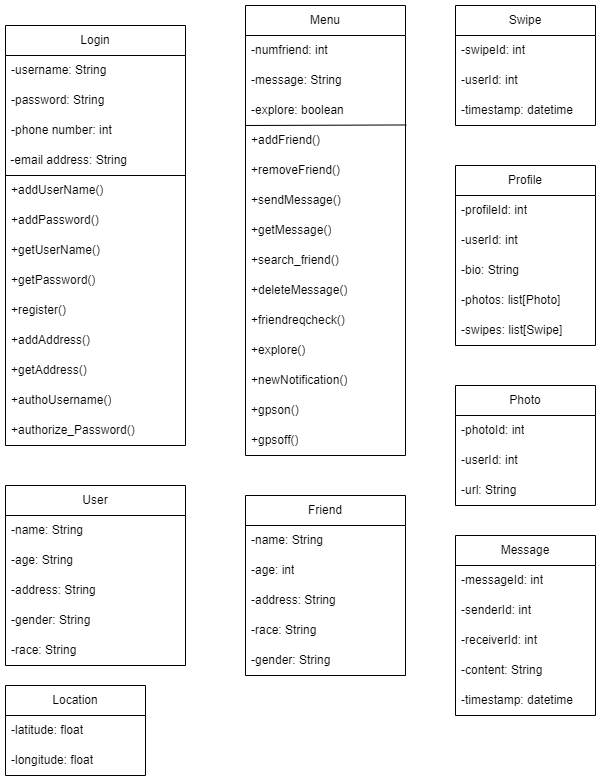 Login
-username: String
-password: String
-phone number: int
-email address: String
+addUserName()
+addPassword()
+getUserName()
+getPassword()
+register()
+addAddress()
+getAddress()
+authoUsername()
+authorize_Password()
User
-name: String
-age: String
-address: String
-gender: String
-race: String
Location
-latitude: float
-longitude: float
Menu
-numfriend: int
-message: String
-explore: boolean
+addFriend()
+removeFriend()
+sendMessage()
+getMessage()
+search_friend()
+deleteMessage()
+friendreqcheck()
+explore()
+newNotification()
+gpson()
+gpsoff()
Friend
-name: String
-age: int
-address: String
-race: String
-gender: String
Swipe
-swipeId: int
-userId: int
-timestamp: datetime
Profile
-profileId: int
-userId: int
-bio: String
-photos: list[Photo]
-swipes: list[Swipe]
Photo
-photoId: int
-userId: int
-url: String
Message
-messageId: int
-senderId: int
-receiverId: int
-content: String
-timestamp: datetime